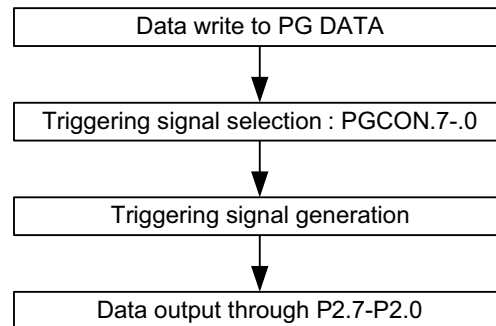 Data write to PG DATA
Triggering signal selection : PGCON.7-.0
Triggering signal generation
Data output through P2.7-P2.0